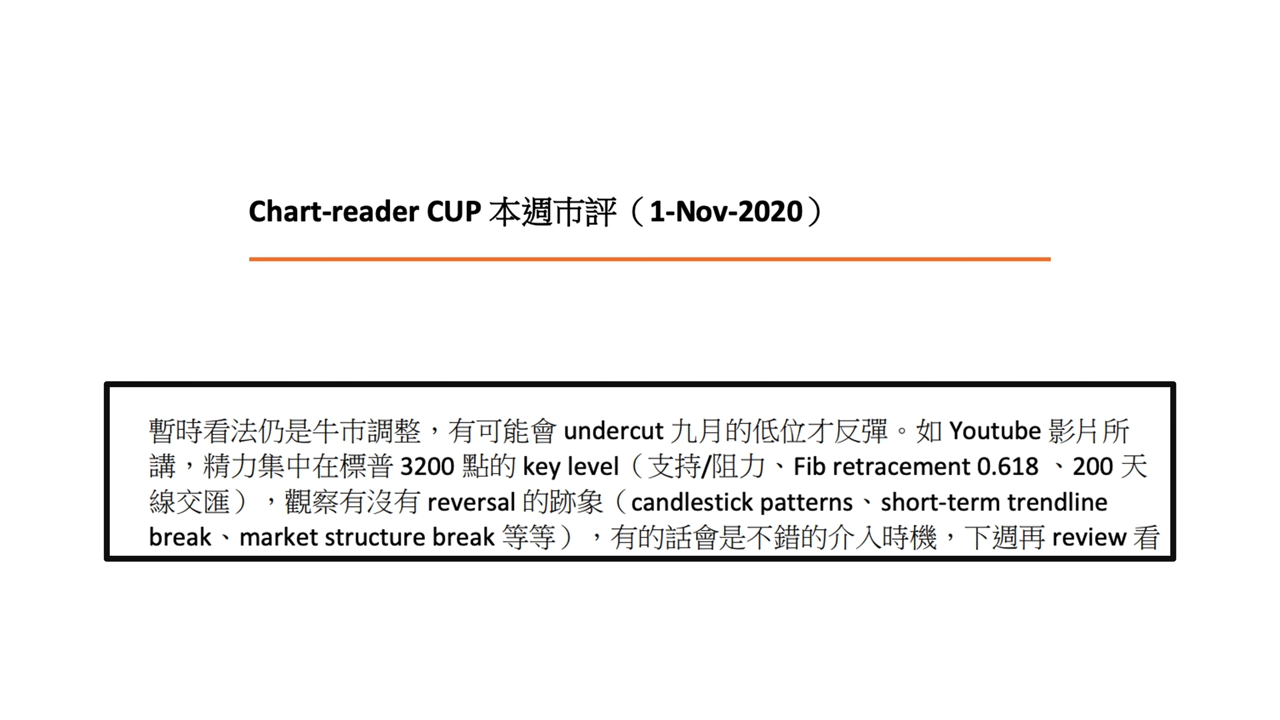 Chart-reader CUP 本週市評（1-Nov-2020）
暫時看法仍是牛市調整，有可能會 undercut 九月的低位才反彈。如 Youtube 影片所
講，精力集中在標普 3200 點的 key level（支持/阻力、Fib retracement 0.618 、200 天
線交匯），觀察有沒有 reversal 的跡象（candlestick patterns、short-term trendline
break、market structure break 等等），有的話會是不錯的介入時機，下週再 review 看